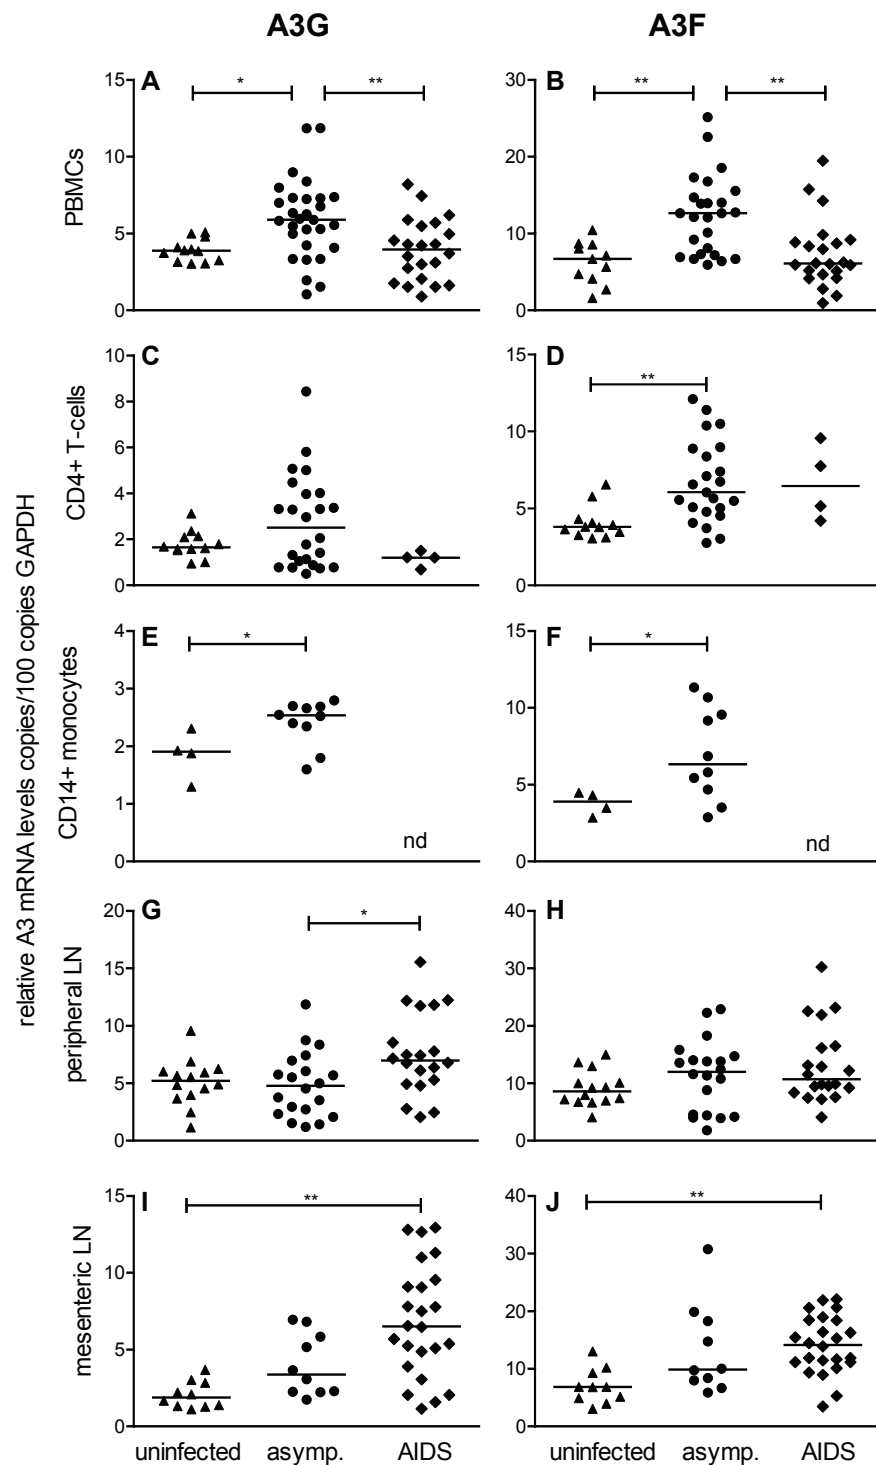 A3G A3F
relative A3 mRNA levels copies/100 copies GAPDH
PBMCs
A
*
**
15
10
5
0
B
**
**
30
20
10
0
CD4+ T-cells
C
10
8
6
4
2
0
D
**
15
10
5
0
CD14+ monocytes
E
*
4
3
2
1
0
nd
F
*
15
10
5
0
nd
peripheral LN
G
*
20
15
10
5
0
H
40
30
20
10
0
mesenteric LN
I
**
15
10
5
0
J
**
40
30
20
10
0
uninfected asymp. AIDS
uninfected asymp. AIDS